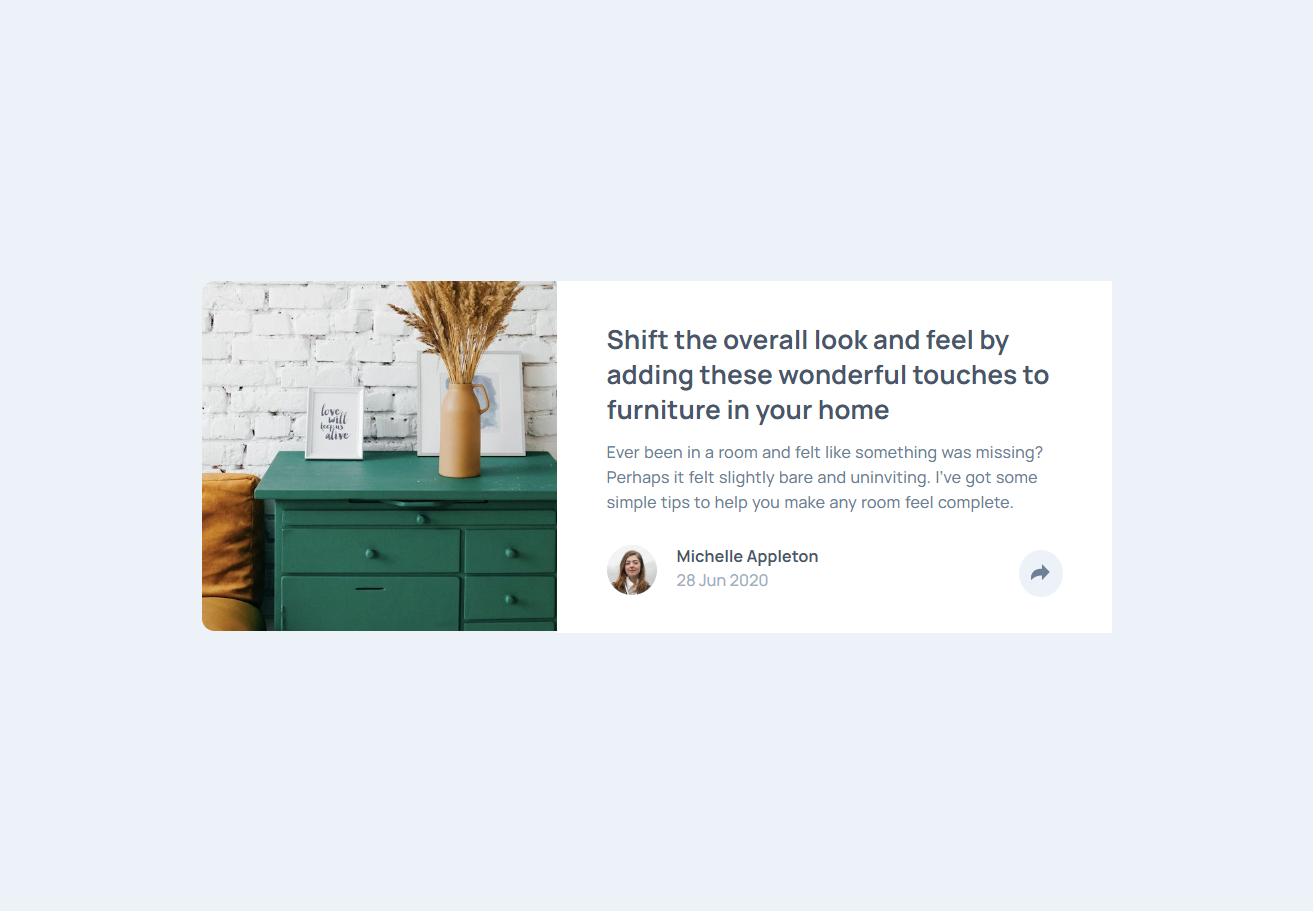 love
will
keep us
alive
Shift the overall look and feel by
adding these wonderful touches to
furniture in your home
Ever been in a room and felt like something was missing?
Perhaps it felt slightly bare and uninviting. I've got some
simple tips to help you make any room feel complete.
Michelle Appleton
28 Jun 2020